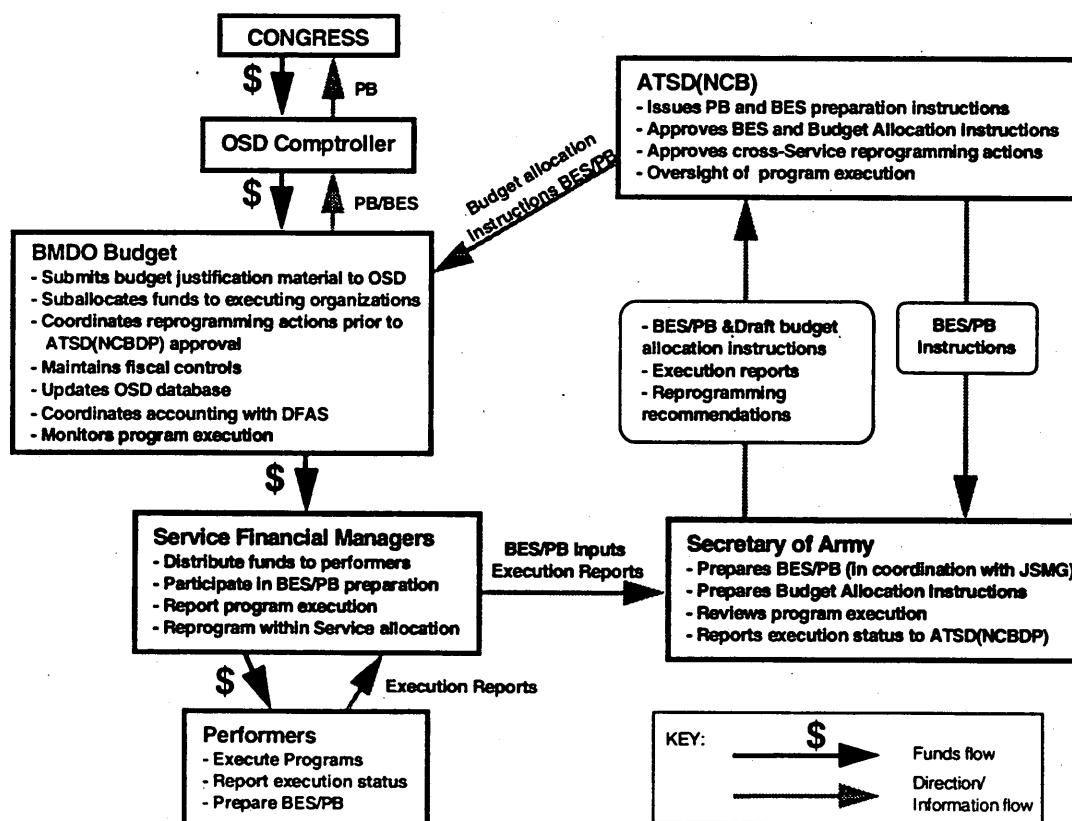 CONGRESS
$
PB
OSD Comptroller
$
PB/BES
BMDO Budget
- Submits budget justification material to OSD
- Suballocates funds to executing organizations
- Coordinates reprogramming actions prior to
ATSD(NCBDP) approval
- Maintains fiscal controls
- Updates OSD database
- Coordinates accounting with DFAS
- Monitors program execution
Budget allocation
Instructions BES/PB
ATSD(NCB)
- Issues PB and BES preparation instructions
- Approves BES and Budget Allocation Instructions
- Approves cross-Service reprogramming actions
- Oversight of program execution
- BES/PB &Draft budget
allocation instructions
- Execution reports
- Reprogramming
recommendations
BES/PB
Instructions
$
Service Financial Managers
- Distribute funds to performers
- Participate in BES/PB preparation
- Report program execution
- Reprogram within Service allocation
BES/PB Inputs
Execution Reports
Secretary of Army
- Prepares BES/PB (in coordination with JSMG)
- Prepares Budget Allocation Instructions
- Reviews program execution
- Reports execution status to ATSD(NCBDP)
$
Execution Reports
Performers
- Execute Programs
- Report execution status
- Prepare BES/PB
KEY:
$
Funds flow
Direction/
Information flow